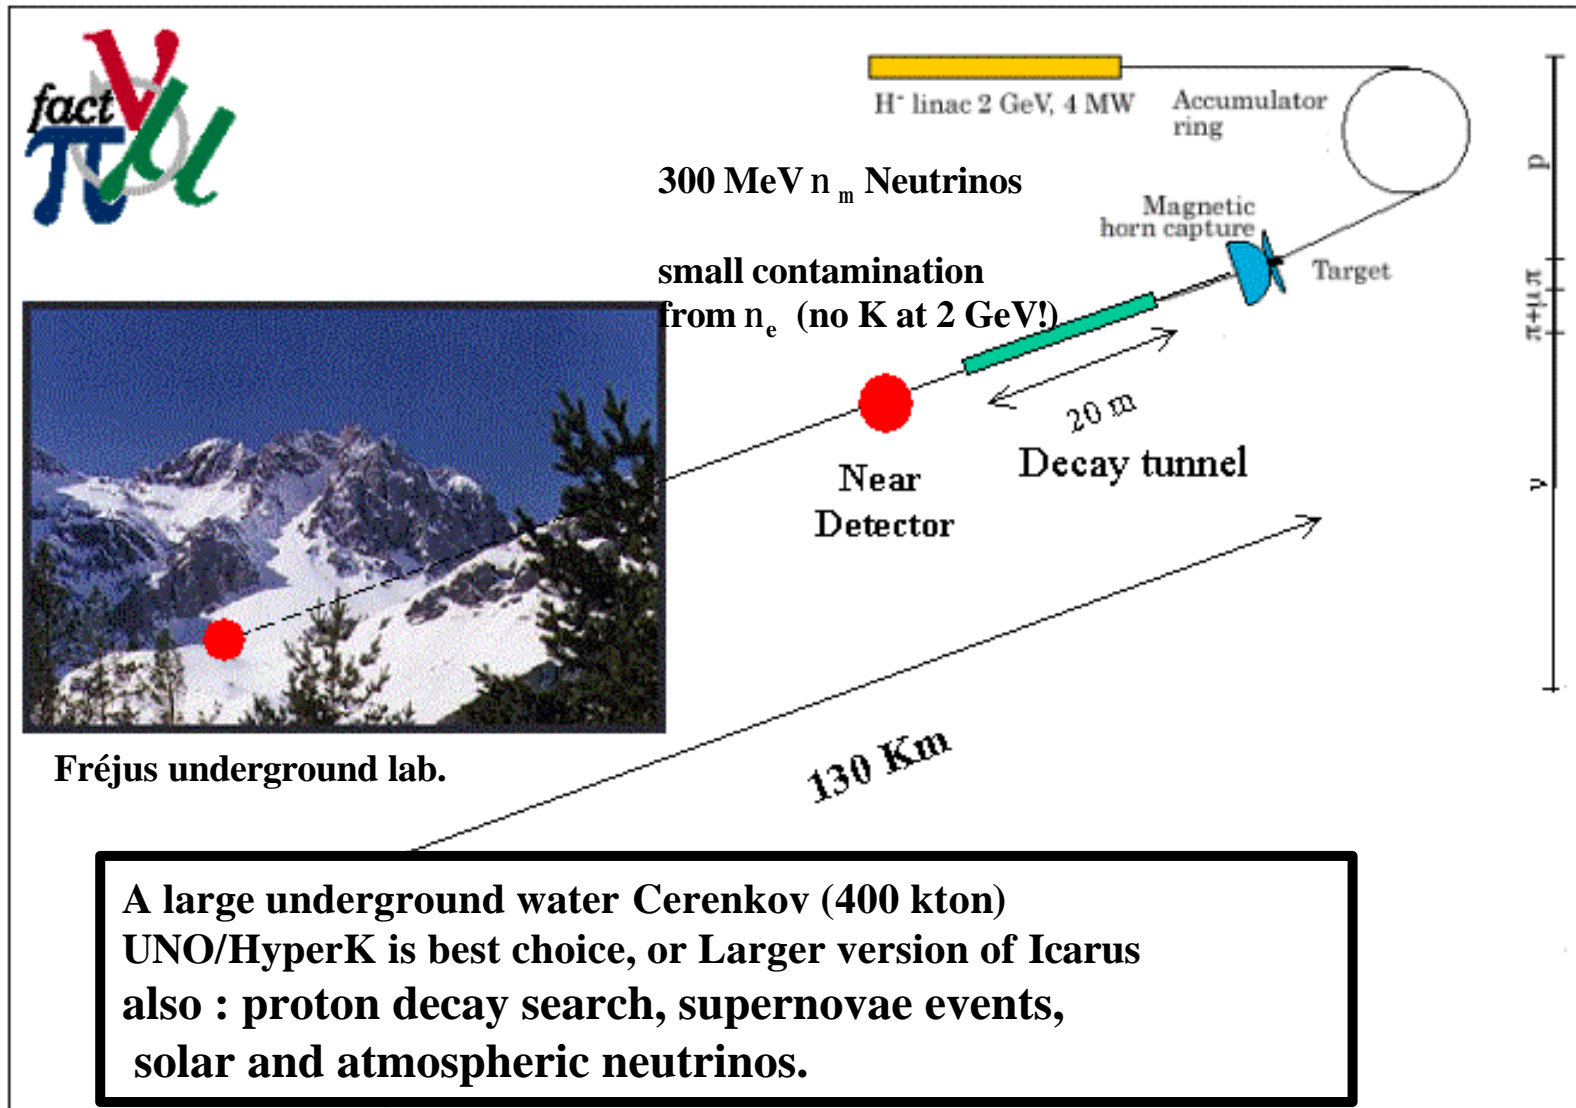 fact
π ν μ
H⁻ linac 2 GeV, 4 MW
Accumulator
ring
p
300 MeV n m Neutrinos
Magnetic
horn capture
Target
small contamination
from n e (no K at 2 GeV!)
π
π+μ
20 m
Decay tunnel
Near
Detector
ν
130 Km
Fréjus underground lab.
A large underground water Cerenkov (400 kton)
UNO/HyperK is best choice, or Larger version of Icarus
also : proton decay search, supernovae events,
solar and atmospheric neutrinos.